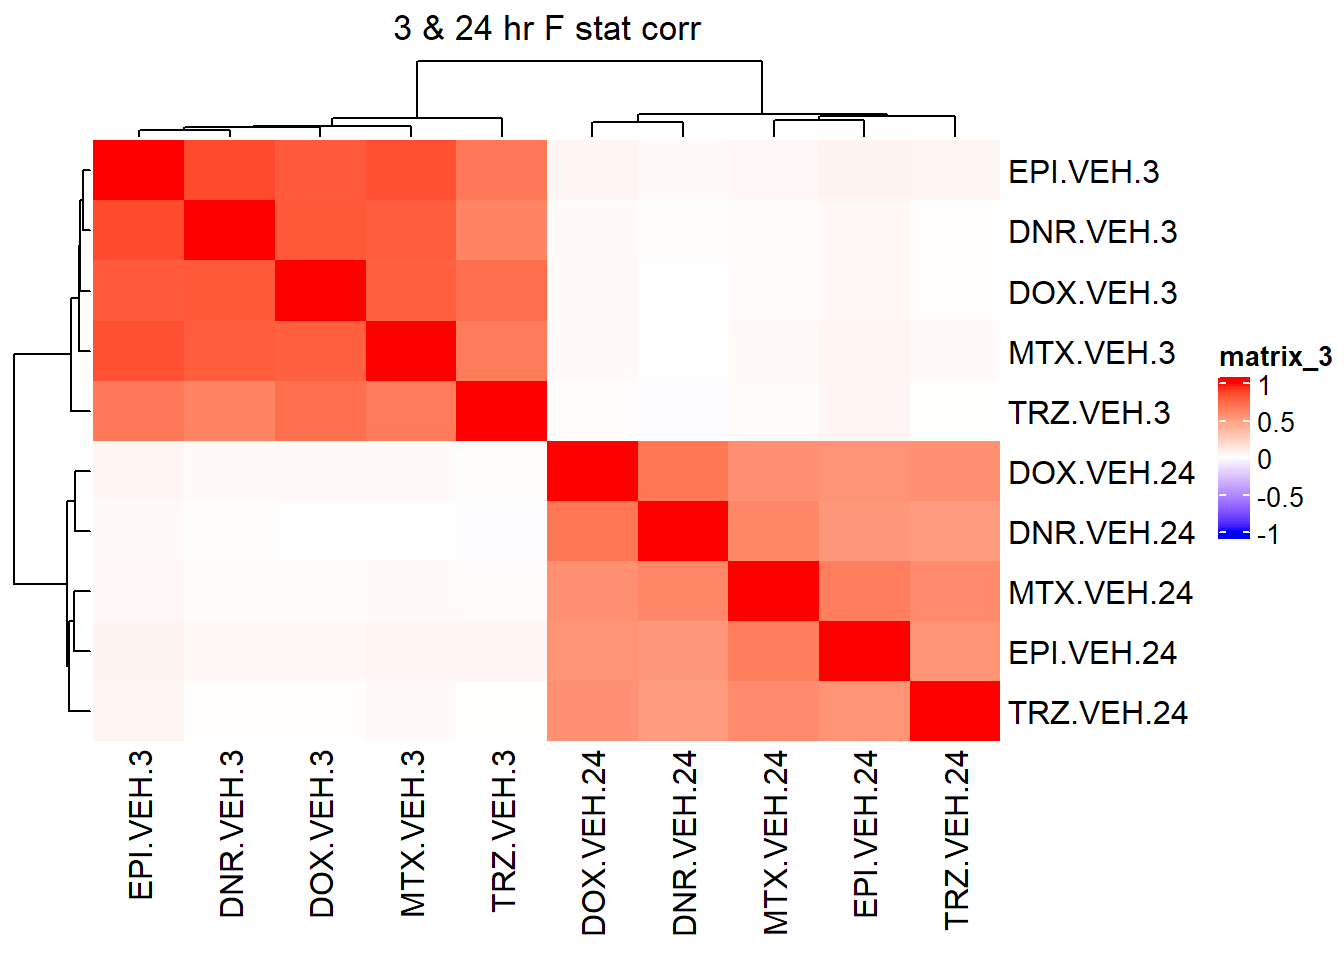 3 & 24 hr F stat corr
EPI.VEH.3
DNR.VEH.3
DOX.VEH.3
MTX.VEH.3
TRZ.VEH.3
DOX.VEH.24
DNR.VEH.24
MTX.VEH.24
EPI.VEH.24
TRZ.VEH.24
matrix_3
1
0.5
0
-0.5
-1
EPI.VEH.3
DNR.VEH.3
DOX.VEH.3
MTX.VEH.3
TRZ.VEH.3
DOX.VEH.24
DNR.VEH.24
MTX.VEH.24
EPI.VEH.24
TRZ.VEH.24